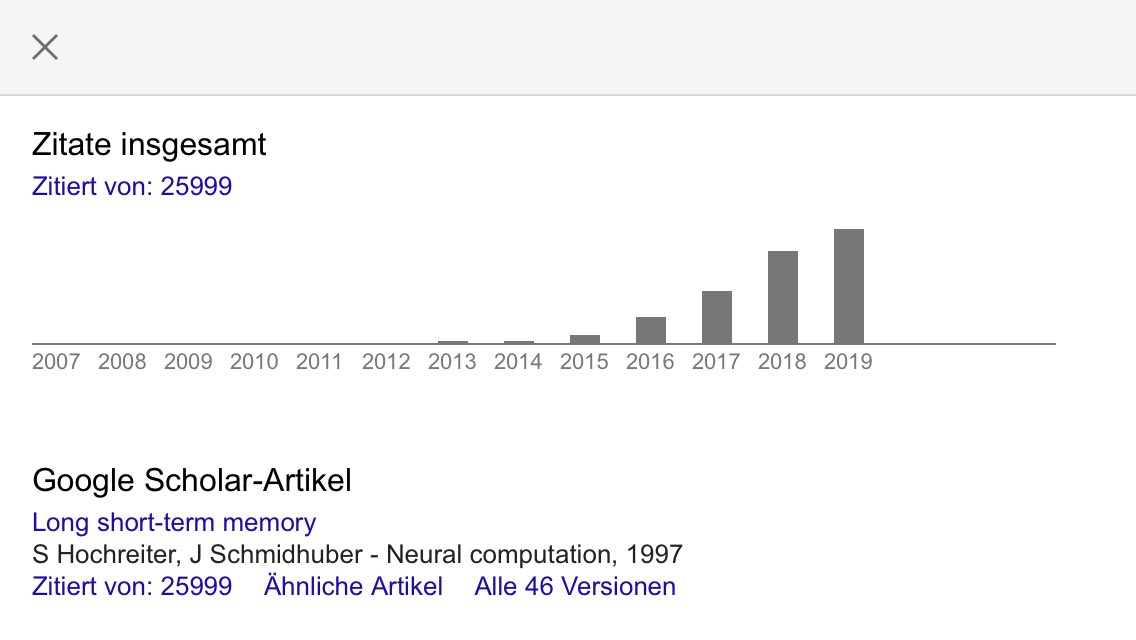 Zitate insgesamt
Zitiert von: 25999
2007 2008 2009 2010 2011 2012 2013 2014 2015 2016 2017 2018 2019
Google Scholar-Artikel
Long short-term memory
S Hochreiter, J Schmidhuber - Neural computation, 1997
Zitiert von: 25999 Ähnliche Artikel Alle 46 Versionen